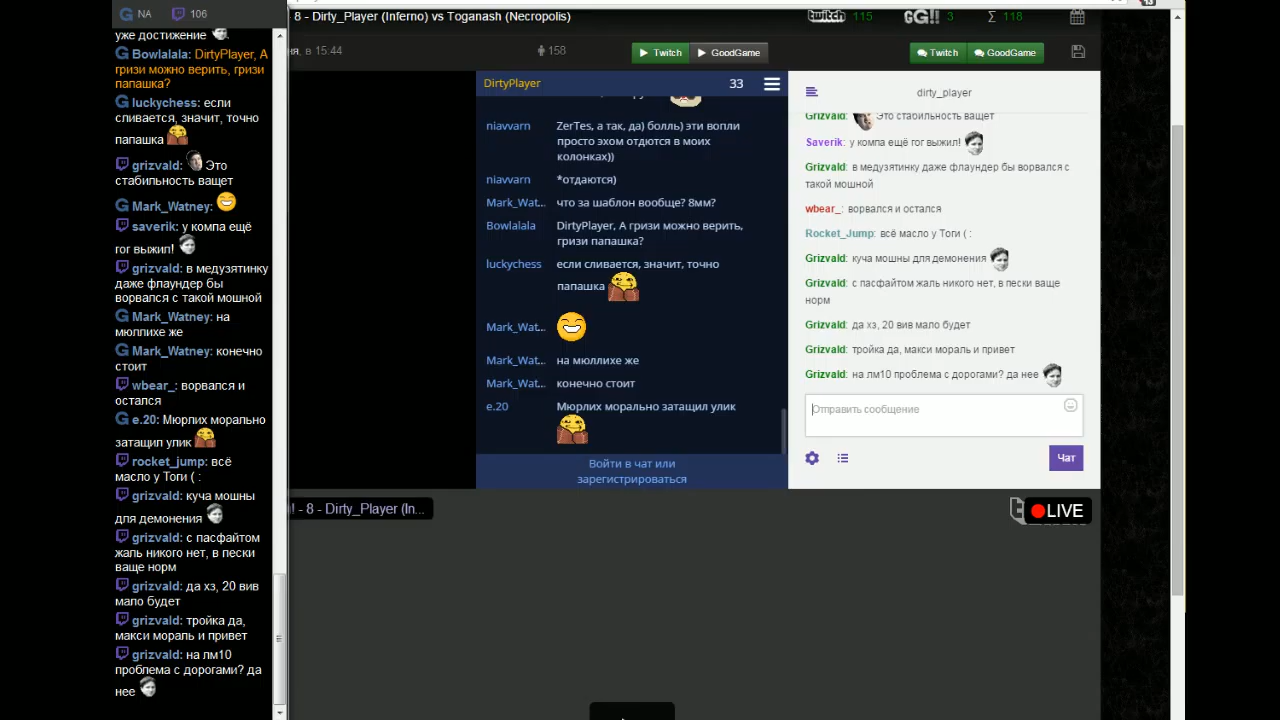 NA 106
уже достижение
Bowlalala: DirtyPlayer, А
гризи можно верить, гризи
папашка?
luckychess: если
сливается, значит, точно
папашка
grizvald: Это
стабильность ващет
Mark_Watney:
saverik: у компа ещё
гог выжил!
grizvald: в медузятинку
даже флаундер бы
ворвался с такой мошной
Mark_Watney: на
мюллихе же
Mark_Watney: конечно
стоит
wbear_: ворвался и
остался
e.20: Мюрлих морально
затащил улик
rocket_jump: всё
масло у Тоги ( :
grizvald: куча мошны
для демонения
grizvald: с пасфайтом
жаль никого нет, в пески
ваще норм
grizvald: да хз, 20 вив
мало будет
grizvald: тройка да,
макси мораль и привет
grizvald: на лм10
проблема с дорогами? да
нее
8 - Dirty_Player (Inferno) vs Toganash (Necropolis)
twitch 115 GG!! 3 Σ 118
ня, в 15:44 158 Twitch GoodGame Twitch GoodGame
DirtyPlayer 33
niavvarn ZerTes, а так, да) болль) эти вопли
просто эхом отдются в моих
колонках))
niavvarn *отдаются)
Mark_Wat... что за шаблон вообще? 8мм?
Bowlalala DirtyPlayer, А гризи можно верить,
гризи папашка?
luckychess если сливается, значит, точно
папашка
Mark_Wat...
Mark_Wat... на мюллихе же
Mark_Wat... конечно стоит
e.20 Мюрлих морально затащил улик
Войти в чат или
зарегистрироваться
dirty_player
Grizvald: Это стабильность ващет
Saverik: у компа ещё гог выжил!
Grizvald: в медузятинку даже флаундер бы ворвался с
такой мошной
wbear_: ворвался и остался
Rocket_Jump: всё масло у Тоги ( :
Grizvald: куча мошны для демонения
Grizvald: с пасфайтом жаль никого нет, в пески ваще
норм
Grizvald: да хз, 20 вив мало будет
Grizvald: тройка да, макси мораль и привет
Grizvald: на лм10 проблема с дорогами? да нее
Отправить сообщение
Чат
! - 8 - Dirty_Player (In...
LIVE